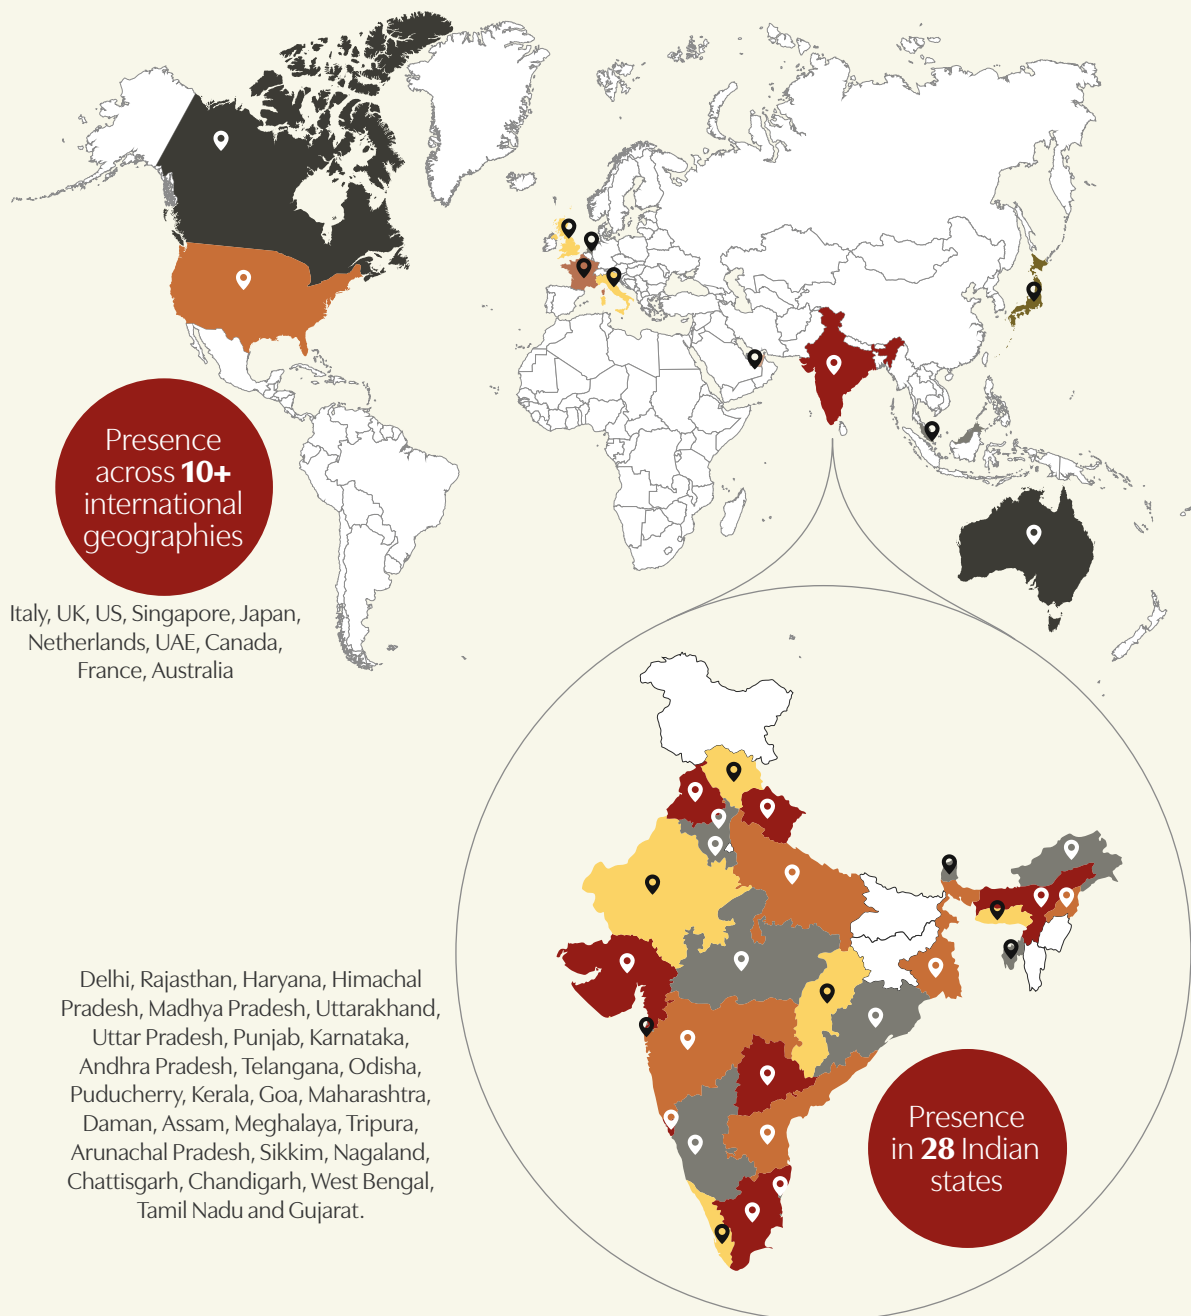 Presence
across 10+
international
geographies
Italy, UK, US, Singapore, Japan,
Netherlands, UAE, Canada,
France, Australia
Delhi, Rajasthan, Haryana, Himachal
Pradesh, Madhya Pradesh, Uttarakhand,
Uttar Pradesh, Punjab, Karnataka,
Andhra Pradesh, Telangana, Odisha,
Puducherry, Kerala, Goa, Maharashtra,
Daman, Assam, Meghalaya, Tripura,
Arunachal Pradesh, Sikkim, Nagaland,
Chattisgarh, Chandigarh, West Bengal,
Tamil Nadu and Gujarat.
Presence
in 28 Indian
states